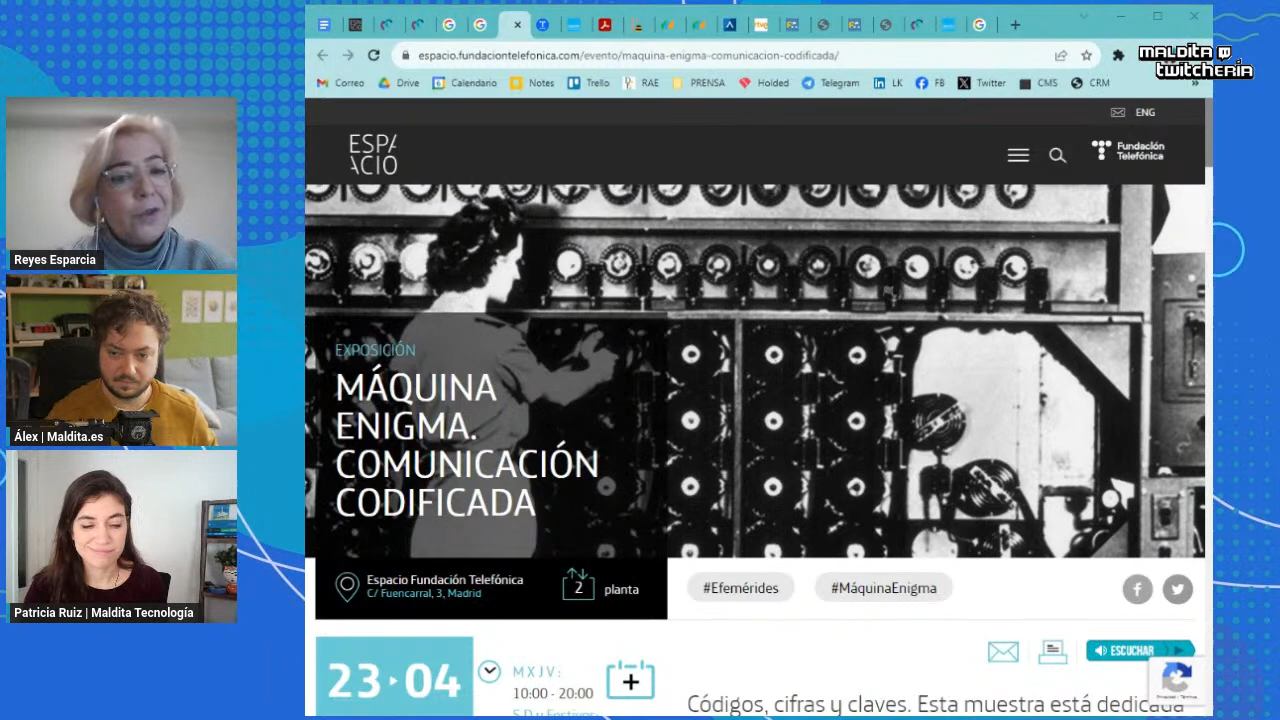 MALDITA
TWITCHERÍA
espacio.fundaciontelefonica.com/evento/maquina-enigma-comunicacion-codificada/
Correo Drive Calendario Notes Trello RAE PRENSA Holded Telegram LK FB Twitter CMS CRM »
ENG
ESPA
ACIO
Fundación
Telefónica
EXPOSICIÓN
MÁQUINA
ENIGMA.
COMUNICACIÓN
CODIFICADA
Espacio Fundación Telefónica
C/ Fuencarral, 3, Madrid
2 planta
#Efemérides #MáquinaEnigma
23 04
M X J V :
10:00 - 20:00
S,D y Festivos
ESCUCHAR
Códigos, cifras y claves. Esta muestra está dedicada
Reyes Esparcia
Álex | Maldita.es
Patricia Ruiz | Maldita Tecnología